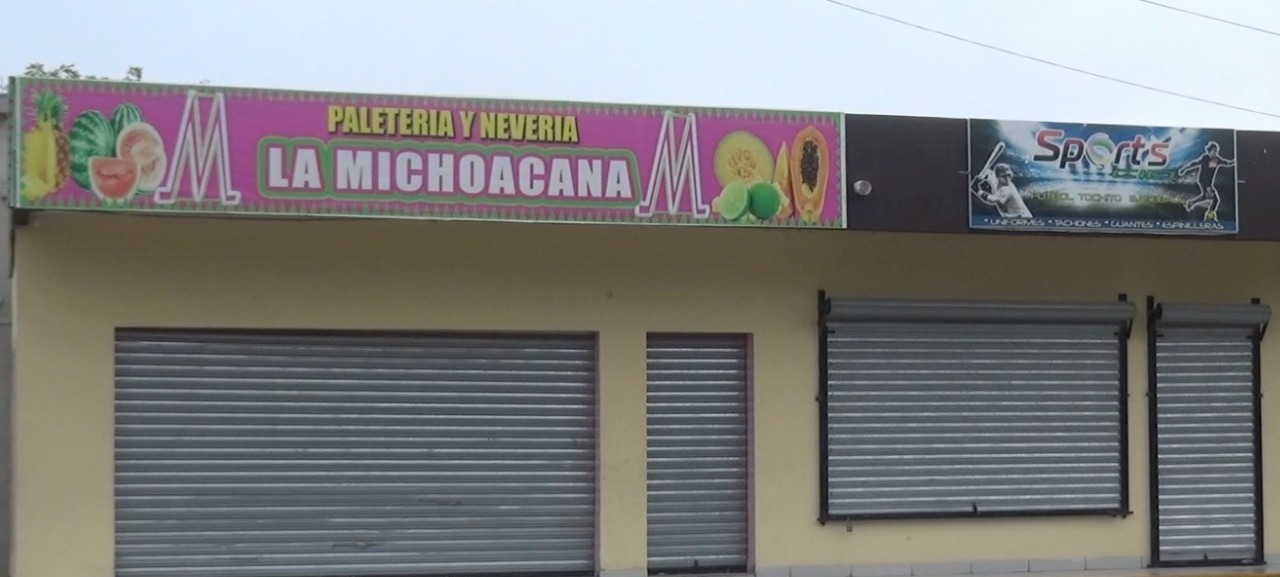 M
PALETERIA Y NEVERIA
LA MICHOACANA
M
Sports
* UNIFORMES * TACHONES * GUANTES * ESPINILLERAS